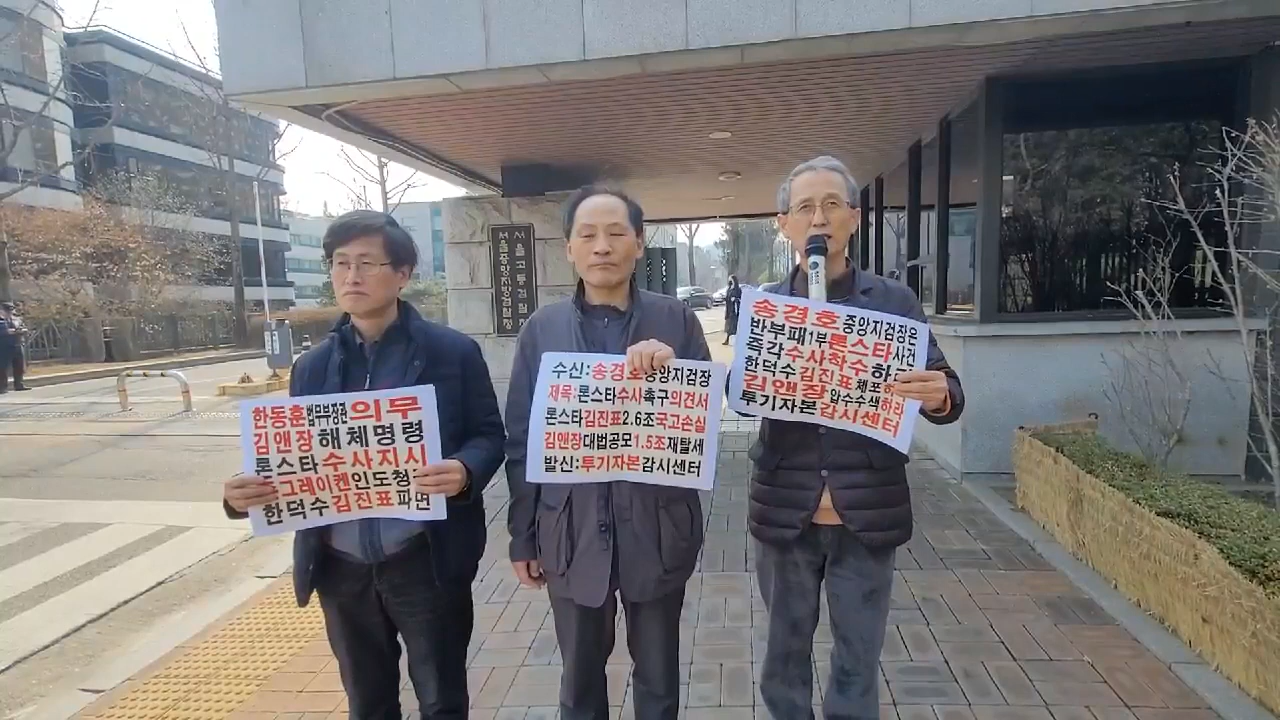 서울고등검찰청
서울중앙지방검찰청
한동훈법무부장관의무
김앤장해체명령
론스타수사지시
그레이켄인도청
한덕수김진표파면
수신:송경호중앙지검장
제목:론스타수사촉구의견서
론스타김진표2.6조국고손실
김앤장대법공모1.5조재탈세
발신:투기자본감시센터
송경호중앙지검장은
반부패1부론스타사건
즉각수사착수하
한덕수김진표체포하
김앤장압수수색하라
투기자본감시센터